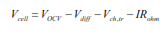 V_cell = V_OCV − V_diff − V_ch,tr − IR_ohm